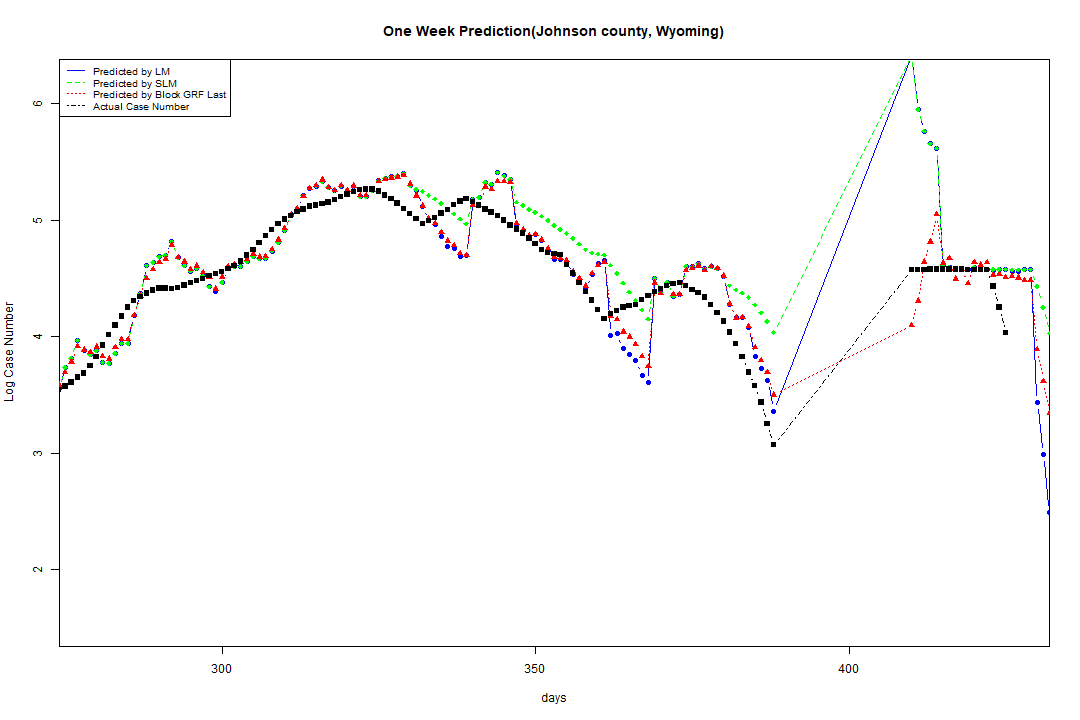 One Week Prediction(Johnson county, Wyoming)
Predicted by LM
Predicted by SLM
Predicted by Block GRF Last
Actual Case Number
6
5
4
3
2
Log Case Number
300
350
400
days